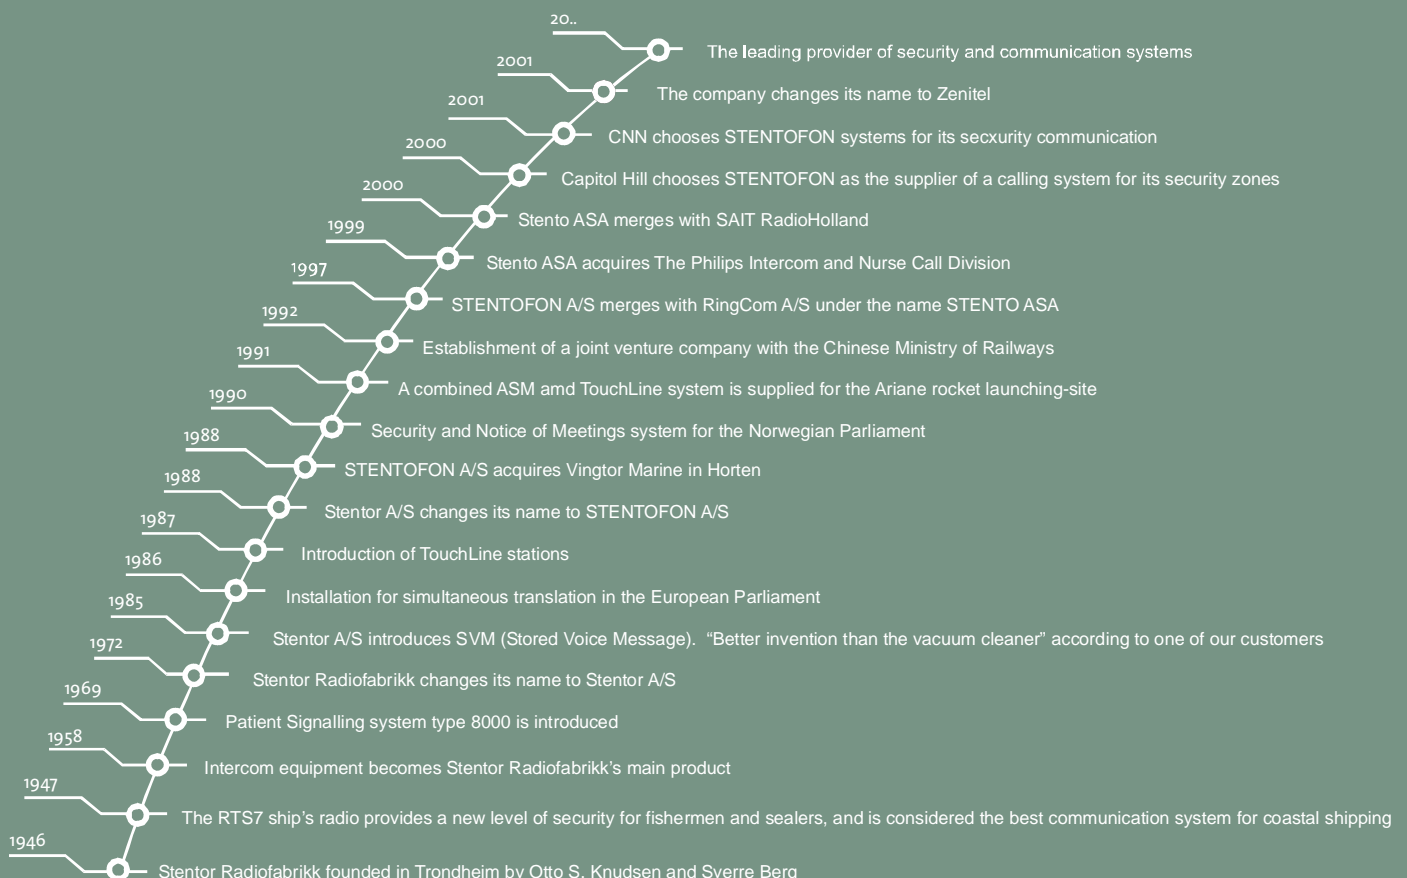 20..
The leading provider of security and communication systems
2001
The company changes its name to Zenitel
2001
CNN chooses STENTOFON systems for its secxurity communication
2000
Capitol Hill chooses STENTOFON as the supplier of a calling system for its security zones
2000
Stento ASA merges with SAIT RadioHolland
1999
Stento ASA acquires The Philips Intercom and Nurse Call Division
1997
STENTOFON A/S merges with RingCom A/S under the name STENTO ASA
1992
Establishment of a joint venture company with the Chinese Ministry of Railways
1991
A combined ASM amd TouchLine system is supplied for the Ariane rocket launching-site
1990
Security and Notice of Meetings system for the Norwegian Parliament
1988
STENTOFON A/S acquires Vingtor Marine in Horten
1988
Stentor A/S changes its name to STENTOFON A/S
1987
Introduction of TouchLine stations
1986
Installation for simultaneous translation in the European Parliament
1985
Stentor A/S introduces SVM (Stored Voice Message).  “Better invention than the vacuum cleaner” according to one of our customers
1972
Stentor Radiofabrikk changes its name to Stentor A/S
1969
Patient Signalling system type 8000 is introduced
1958
Intercom equipment becomes Stentor Radiofabrikk’s main product
1947
The RTS7 ship’s radio provides a new level of security for fishermen and sealers, and is considered the best communication system for coastal shipping
1946
Stentor Radiofabrikk founded in Trondheim by Otto S. Knudsen and Sverre Berg